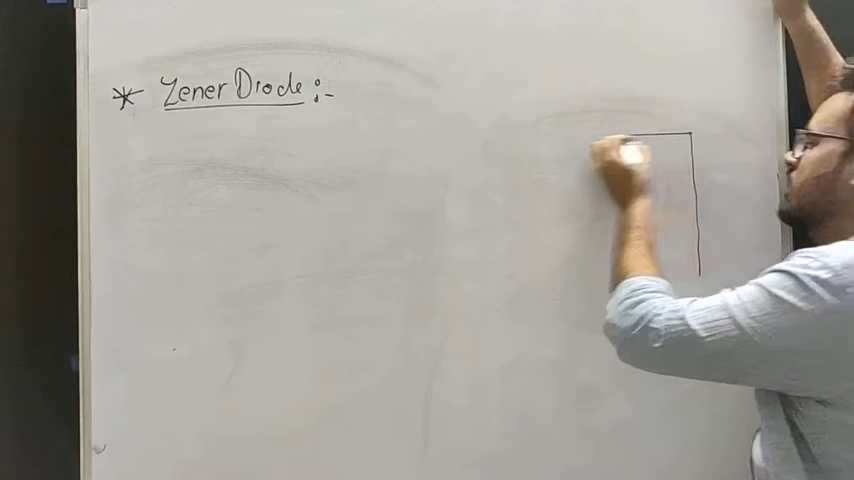 * Zener Diode :-